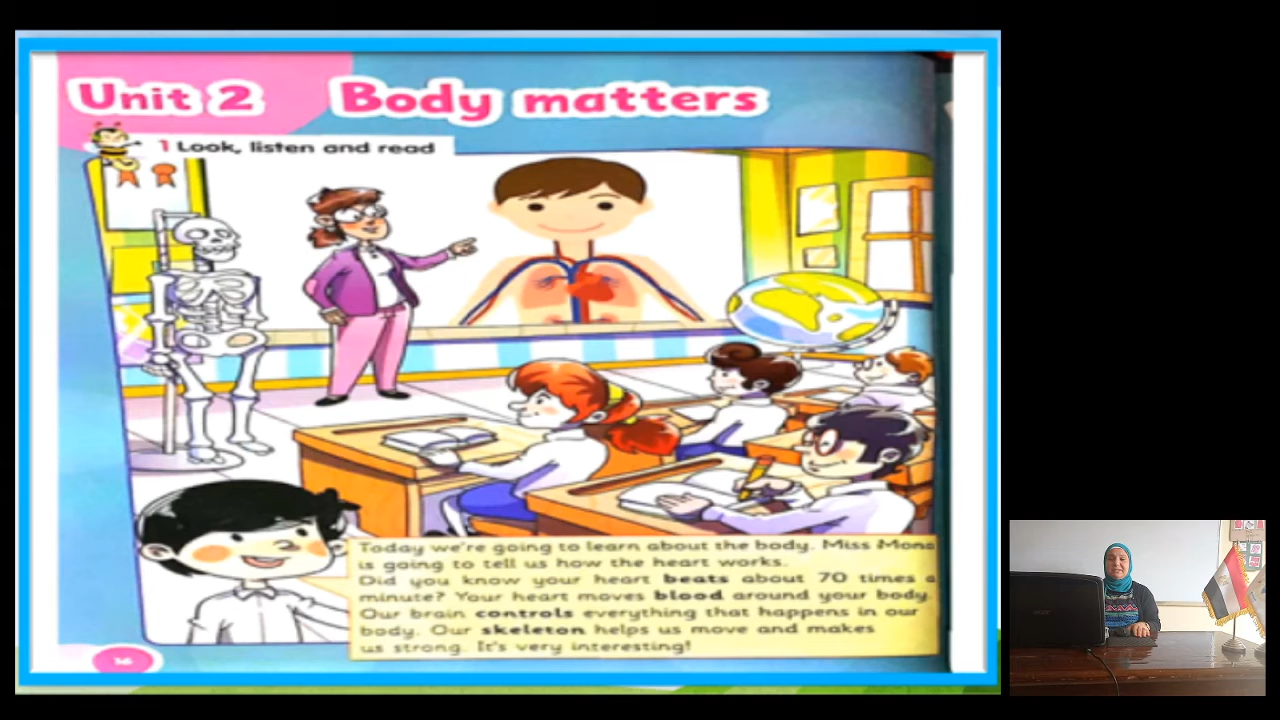 Unit 2 Body matters
1 Look, listen and read
Today we're going to learn about the body. Miss Mona
is going to tell us how the heart works.
Did you know your heart beats about 70 times a
minute? Your heart moves blood around your body.
Our brain controls everything that happens in our
body. Our skeleton helps us move and makes
us strong. It's very interesting!
16